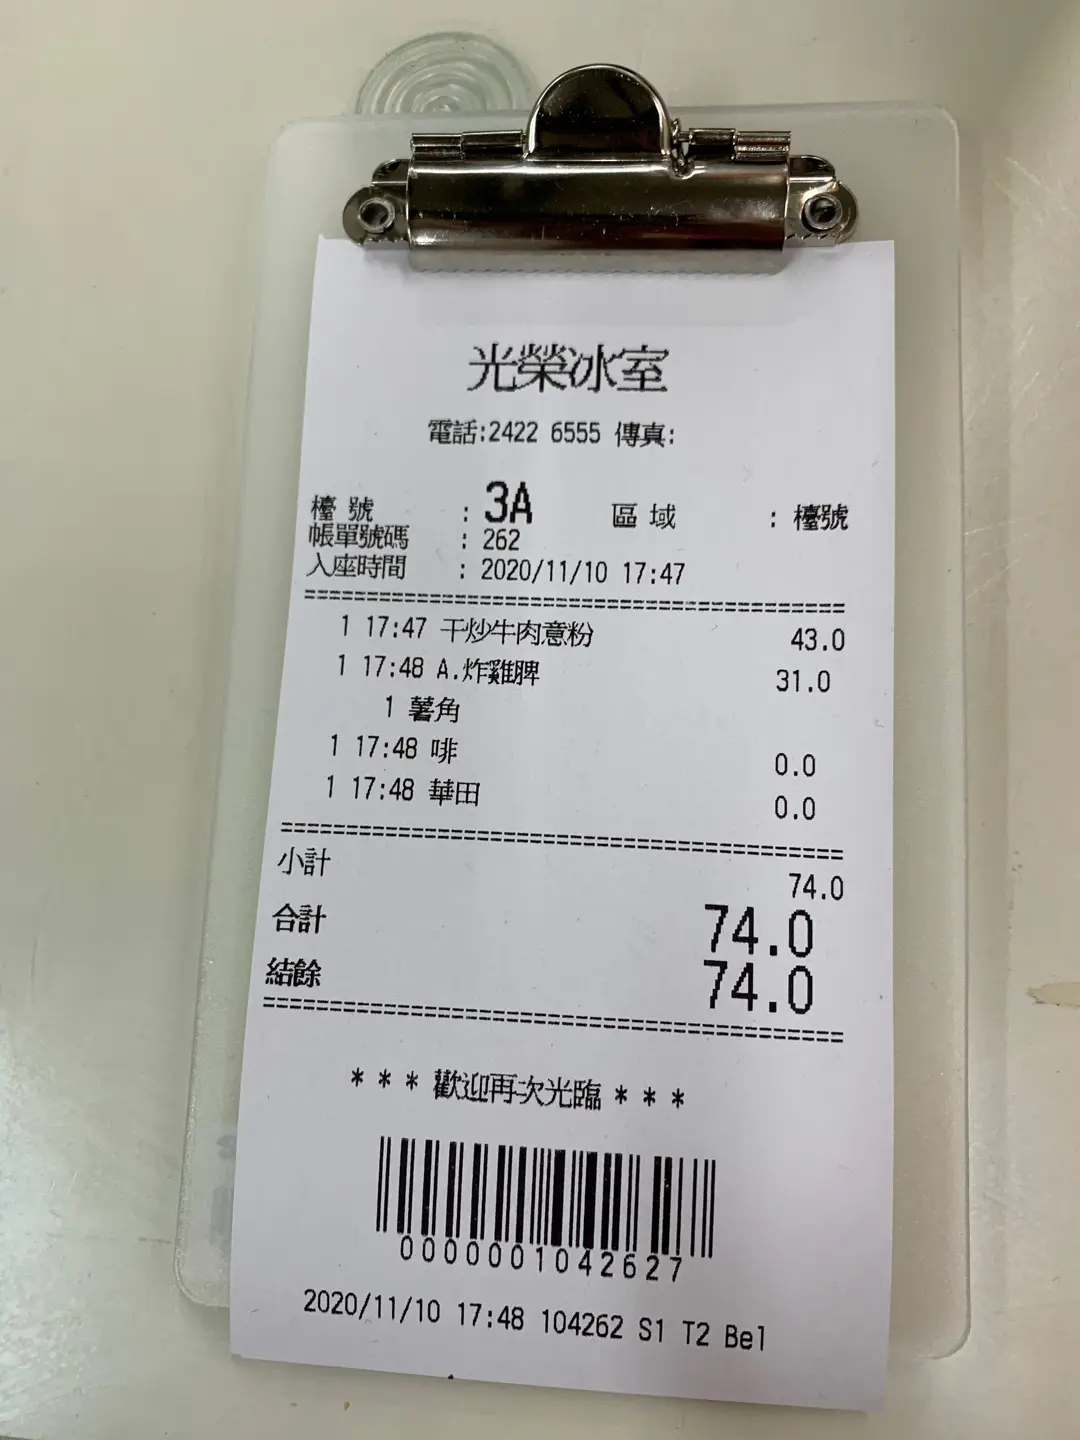 光榮冰室
電話:2422 6555 傳真:
檯 號 : 3A 區 域 : 檯號
帳單號碼 : 262
入座時間 : 2020/11/10 17:47
===========================================
1 17:47 干炒牛肉意粉 43.0
1 17:48 A.炸雞髀 31.0
1 薯角
1 17:48 啡 0.0
1 17:48 華田 0.0
===========================================
小計 74.0
合計 74.0
結餘 74.0
===========================================
* * * 歡迎再次光臨 * * *
0000001042627
2020/11/10 17:48 104262 S1 T2 Bel